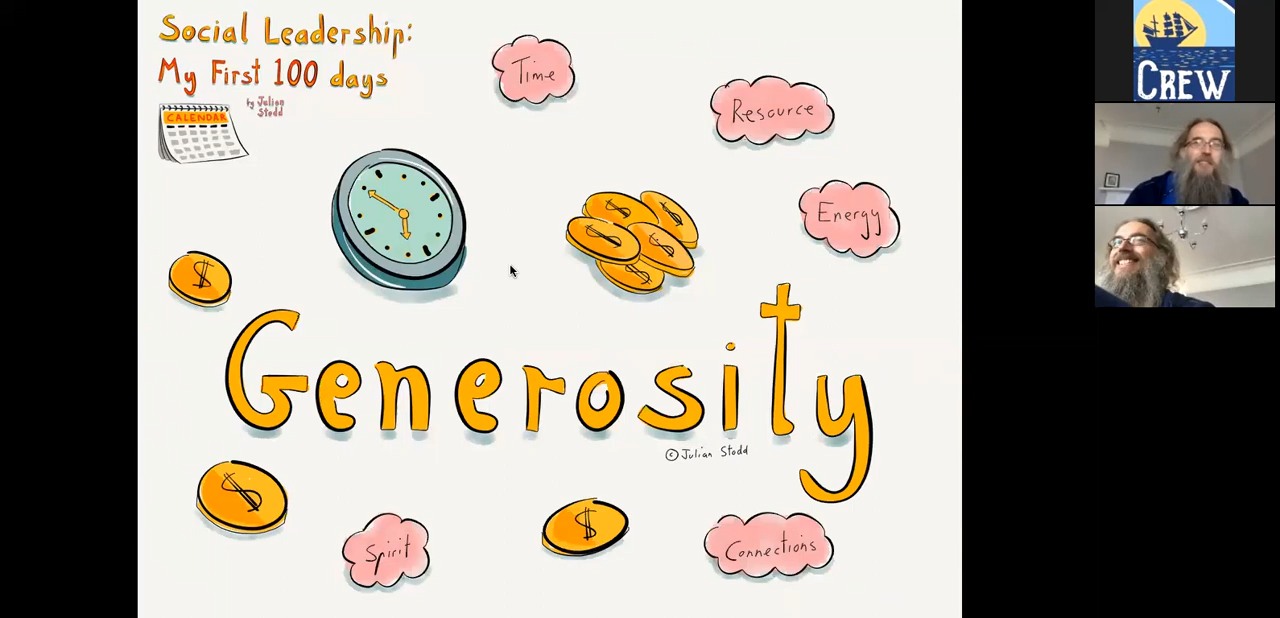 Social Leadership:
My First 100 days
by Julian
Stodd
CALENDAR
Time
Resource
Energy
$
$
$
$
$
$
Generosity
© Julian Stodd
$
$
Spirit
Connections
CREW